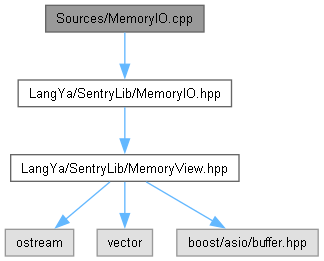 Sources/MemoryIO.cpp
LangYa/SentryLib/MemoryIO.hpp
LangYa/SentryLib/MemoryView.hpp
ostream
vector
boost/asio/buffer.hpp